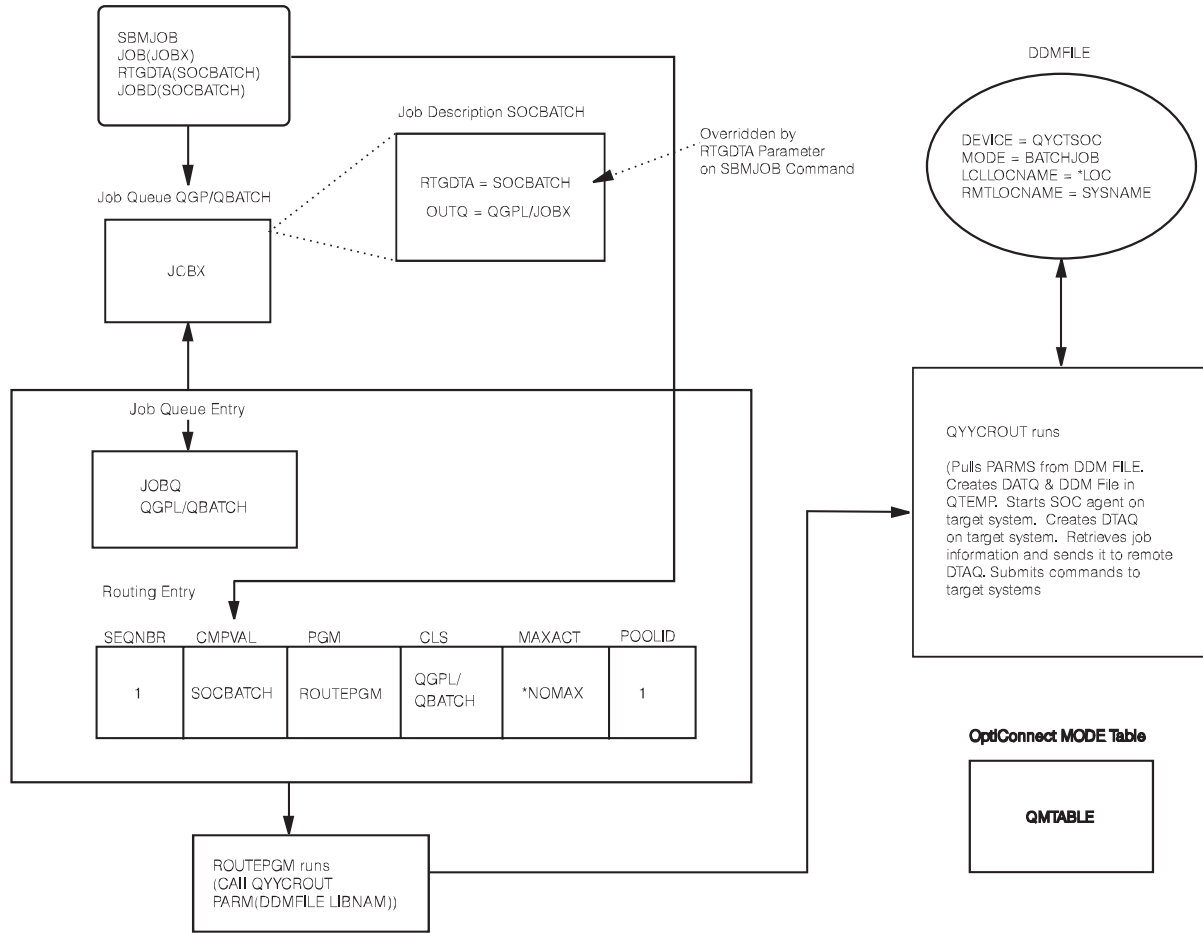 SBMJOB
JOB(JOBX)
RTGDTA(SOCBATCH)
JOBD(SOCBATCH)
Job Description SOCBATCH
RTGDTA = SOCBATCH
OUTQ = QGPL/JOBX
Overridden by
RTGDTA Parameter
on SBMJOB Command
Job Queue QGP/QBATCH
JOBX
Job Queue Entry
JOBQ
QGPL/QBATCH
Routing Entry
SEQNBR CMPVAL PGM CLS MAXACT POOLID
1 SOCBATCH ROUTEPGM QGPL/ *NOMAX 1
QBATCH
ROUTEPGM runs
(CAll QYYCROUT
PARM(DDMFILE LIBNAM))
DDMFILE
DEVICE = QYCTSOC
MODE = BATCHJOB
LCLLOCNAME = *LOC
RMTLOCNAME = SYSNAME
QYYCROUT runs
(Pulls PARMS from DDM FILE.
Creates DATQ & DDM File in
QTEMP. Starts SOC agent on
target system. Creates DTAQ
on target system. Retrieves job
information and sends it to remote
DTAQ. Submits commands to
target systems
OptiConnect MODE Table
QMTABLE